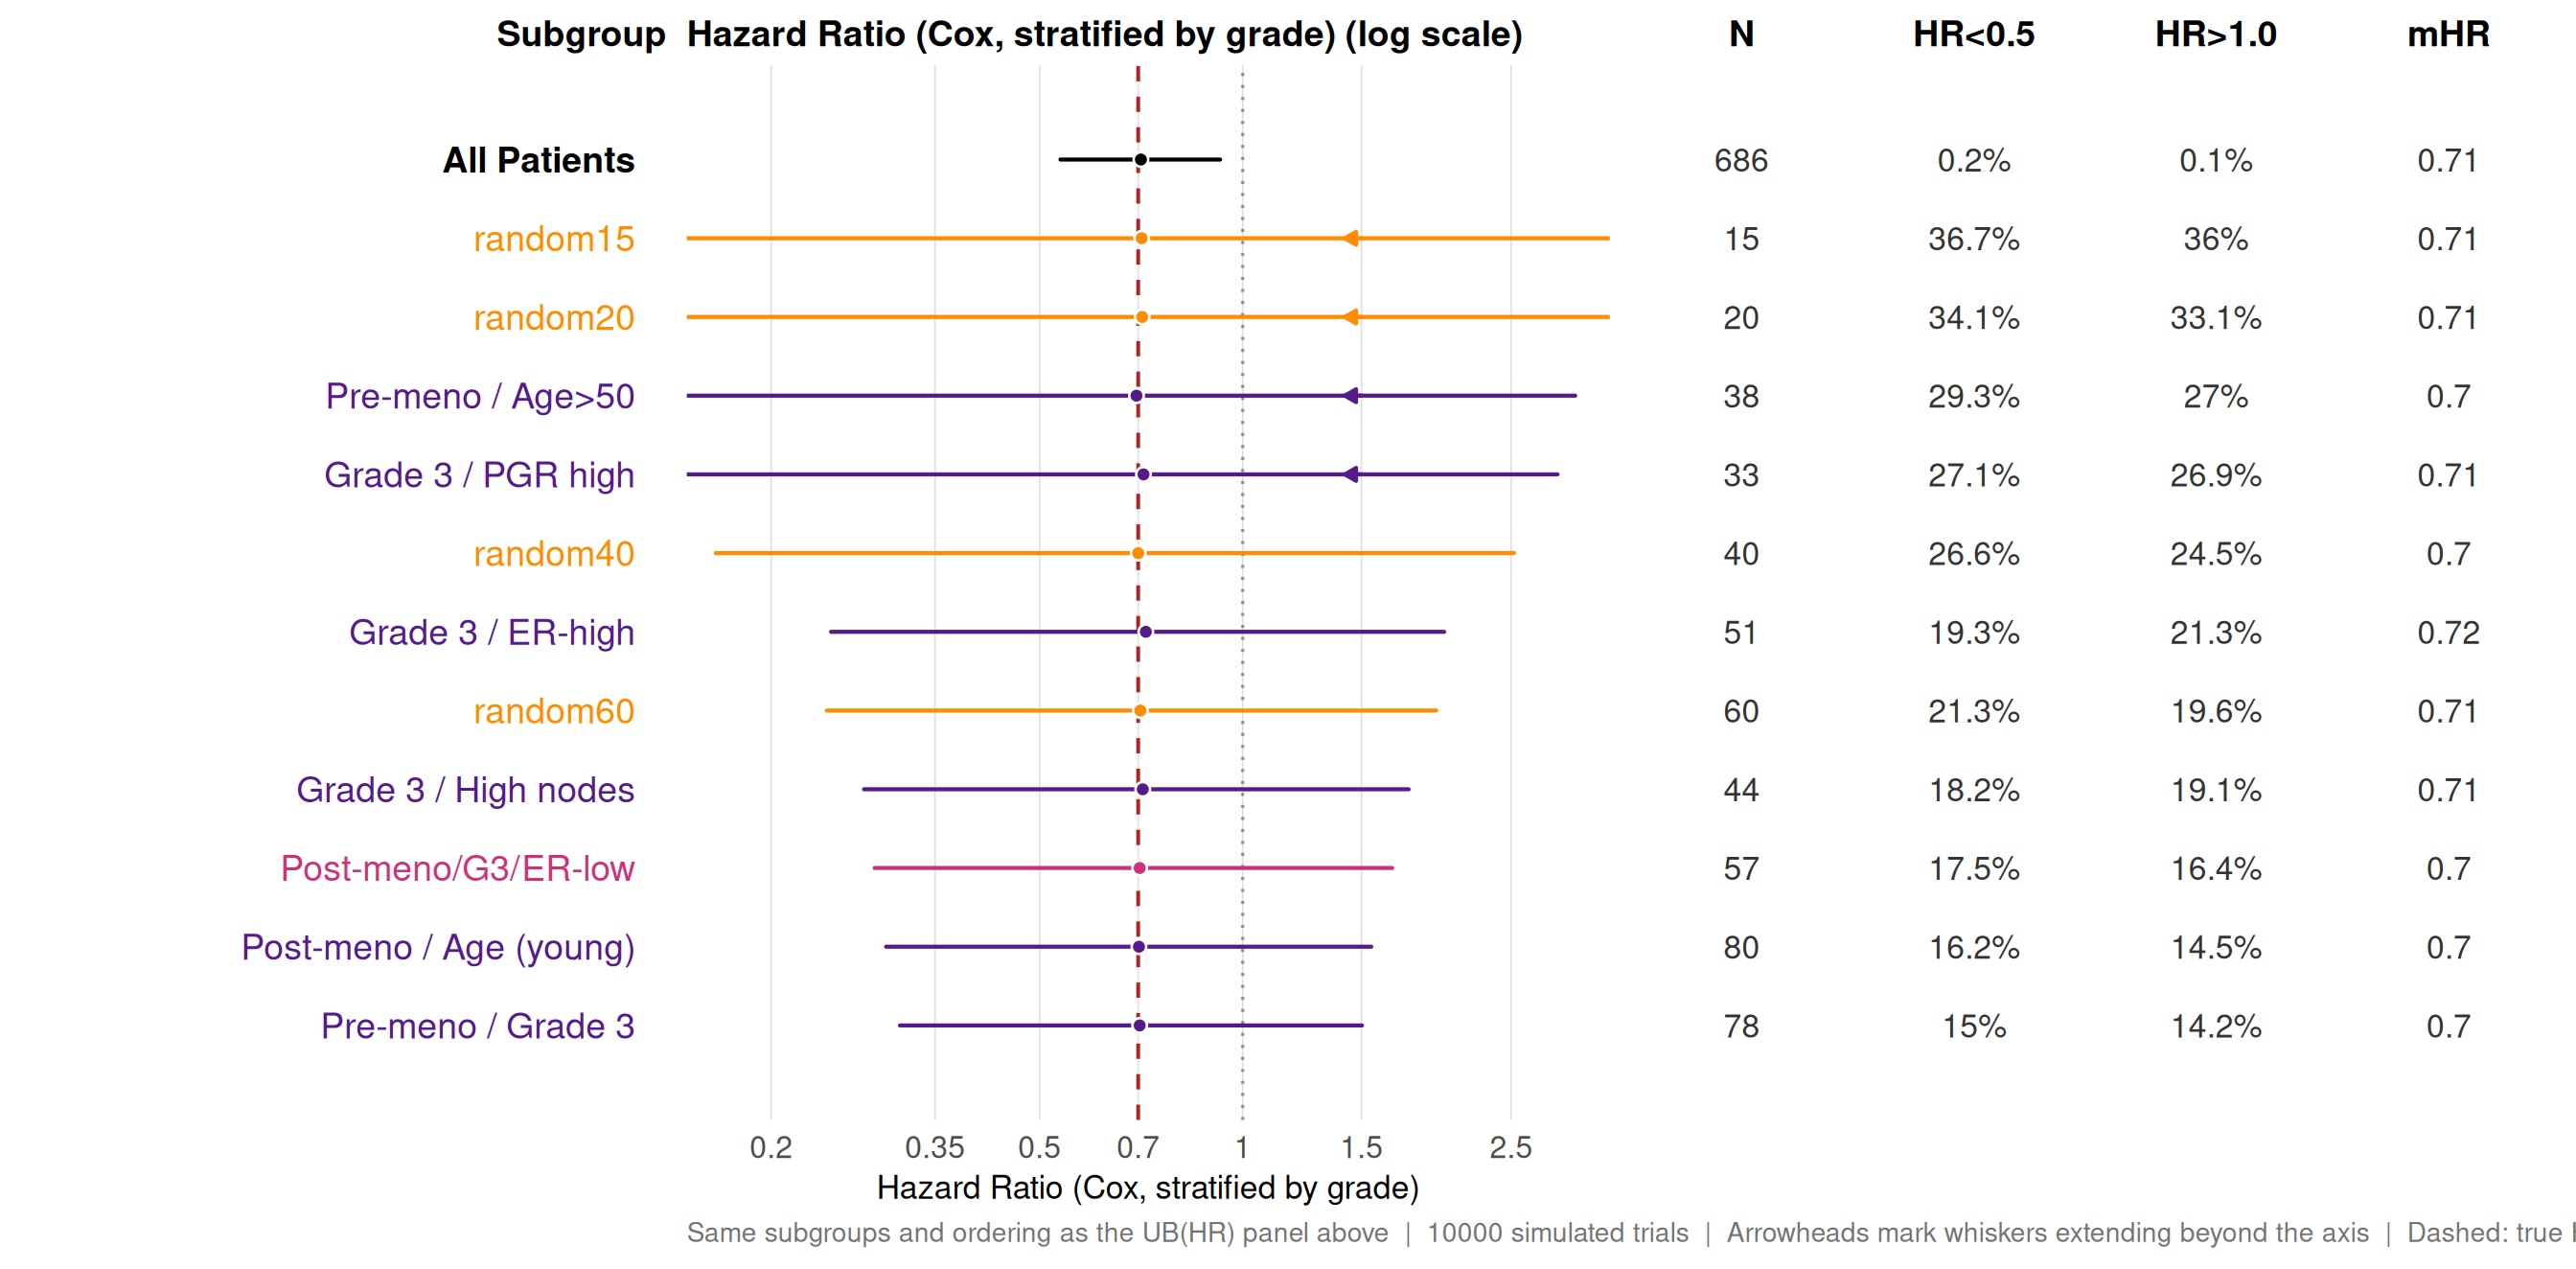 Subgroup Hazard Ratio (Cox, stratified by grade) (log scale) N HR<0.5 HR>1.0 mHR
All Patients 686 0.2% 0.1% 0.71
random15 15 36.7% 36% 0.71
random20 20 34.1% 33.1% 0.71
Pre-meno / Age>50 38 29.3% 27% 0.7
Grade 3 / PGR high 33 27.1% 26.9% 0.71
random40 40 26.6% 24.5% 0.7
Grade 3 / ER-high 51 19.3% 21.3% 0.72
random60 60 21.3% 19.6% 0.71
Grade 3 / High nodes 44 18.2% 19.1% 0.71
Post-meno/G3/ER-low 57 17.5% 16.4% 0.7
Post-meno / Age (young) 80 16.2% 14.5% 0.7
Pre-meno / Grade 3 78 15% 14.2% 0.7
0.2 0.35 0.5 0.7 1 1.5 2.5
Hazard Ratio (Cox, stratified by grade)
Same subgroups and ordering as the UB(HR) panel above | 10000 simulated trials | Arrowheads mark whiskers extending beyond the axis | Dashed: true